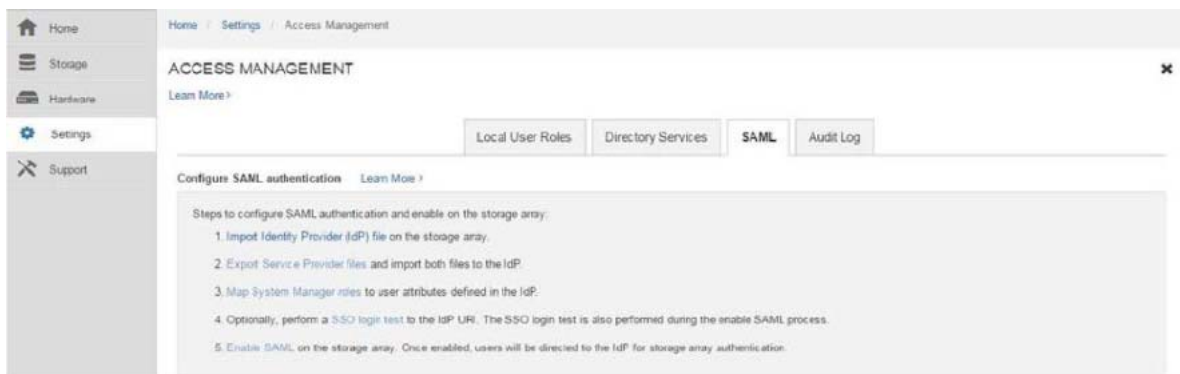 Home
Storage
Hardware
Settings
Support
Home / Settings / Access Management
ACCESS MANAGEMENT
Learn More >
Local User Roles
Directory Services
SAML
Audit Log
Configure SAML authentication Learn More >
Steps to configure SAML authentication and enable on the storage array:
1. Import Identity Provider (IdP) file on the storage array.
2. Export Service Provider files and import both files to the IdP.
3. Map System Manager roles to user attributes defined in the IdP.
4. Optionally, perform a SSO login test to the IdP URI. The SSO login test is also performed during the enable SAML process.
5. Enable SAML on the storage array. Once enabled, users will be directed to the IdP for storage array authentication.